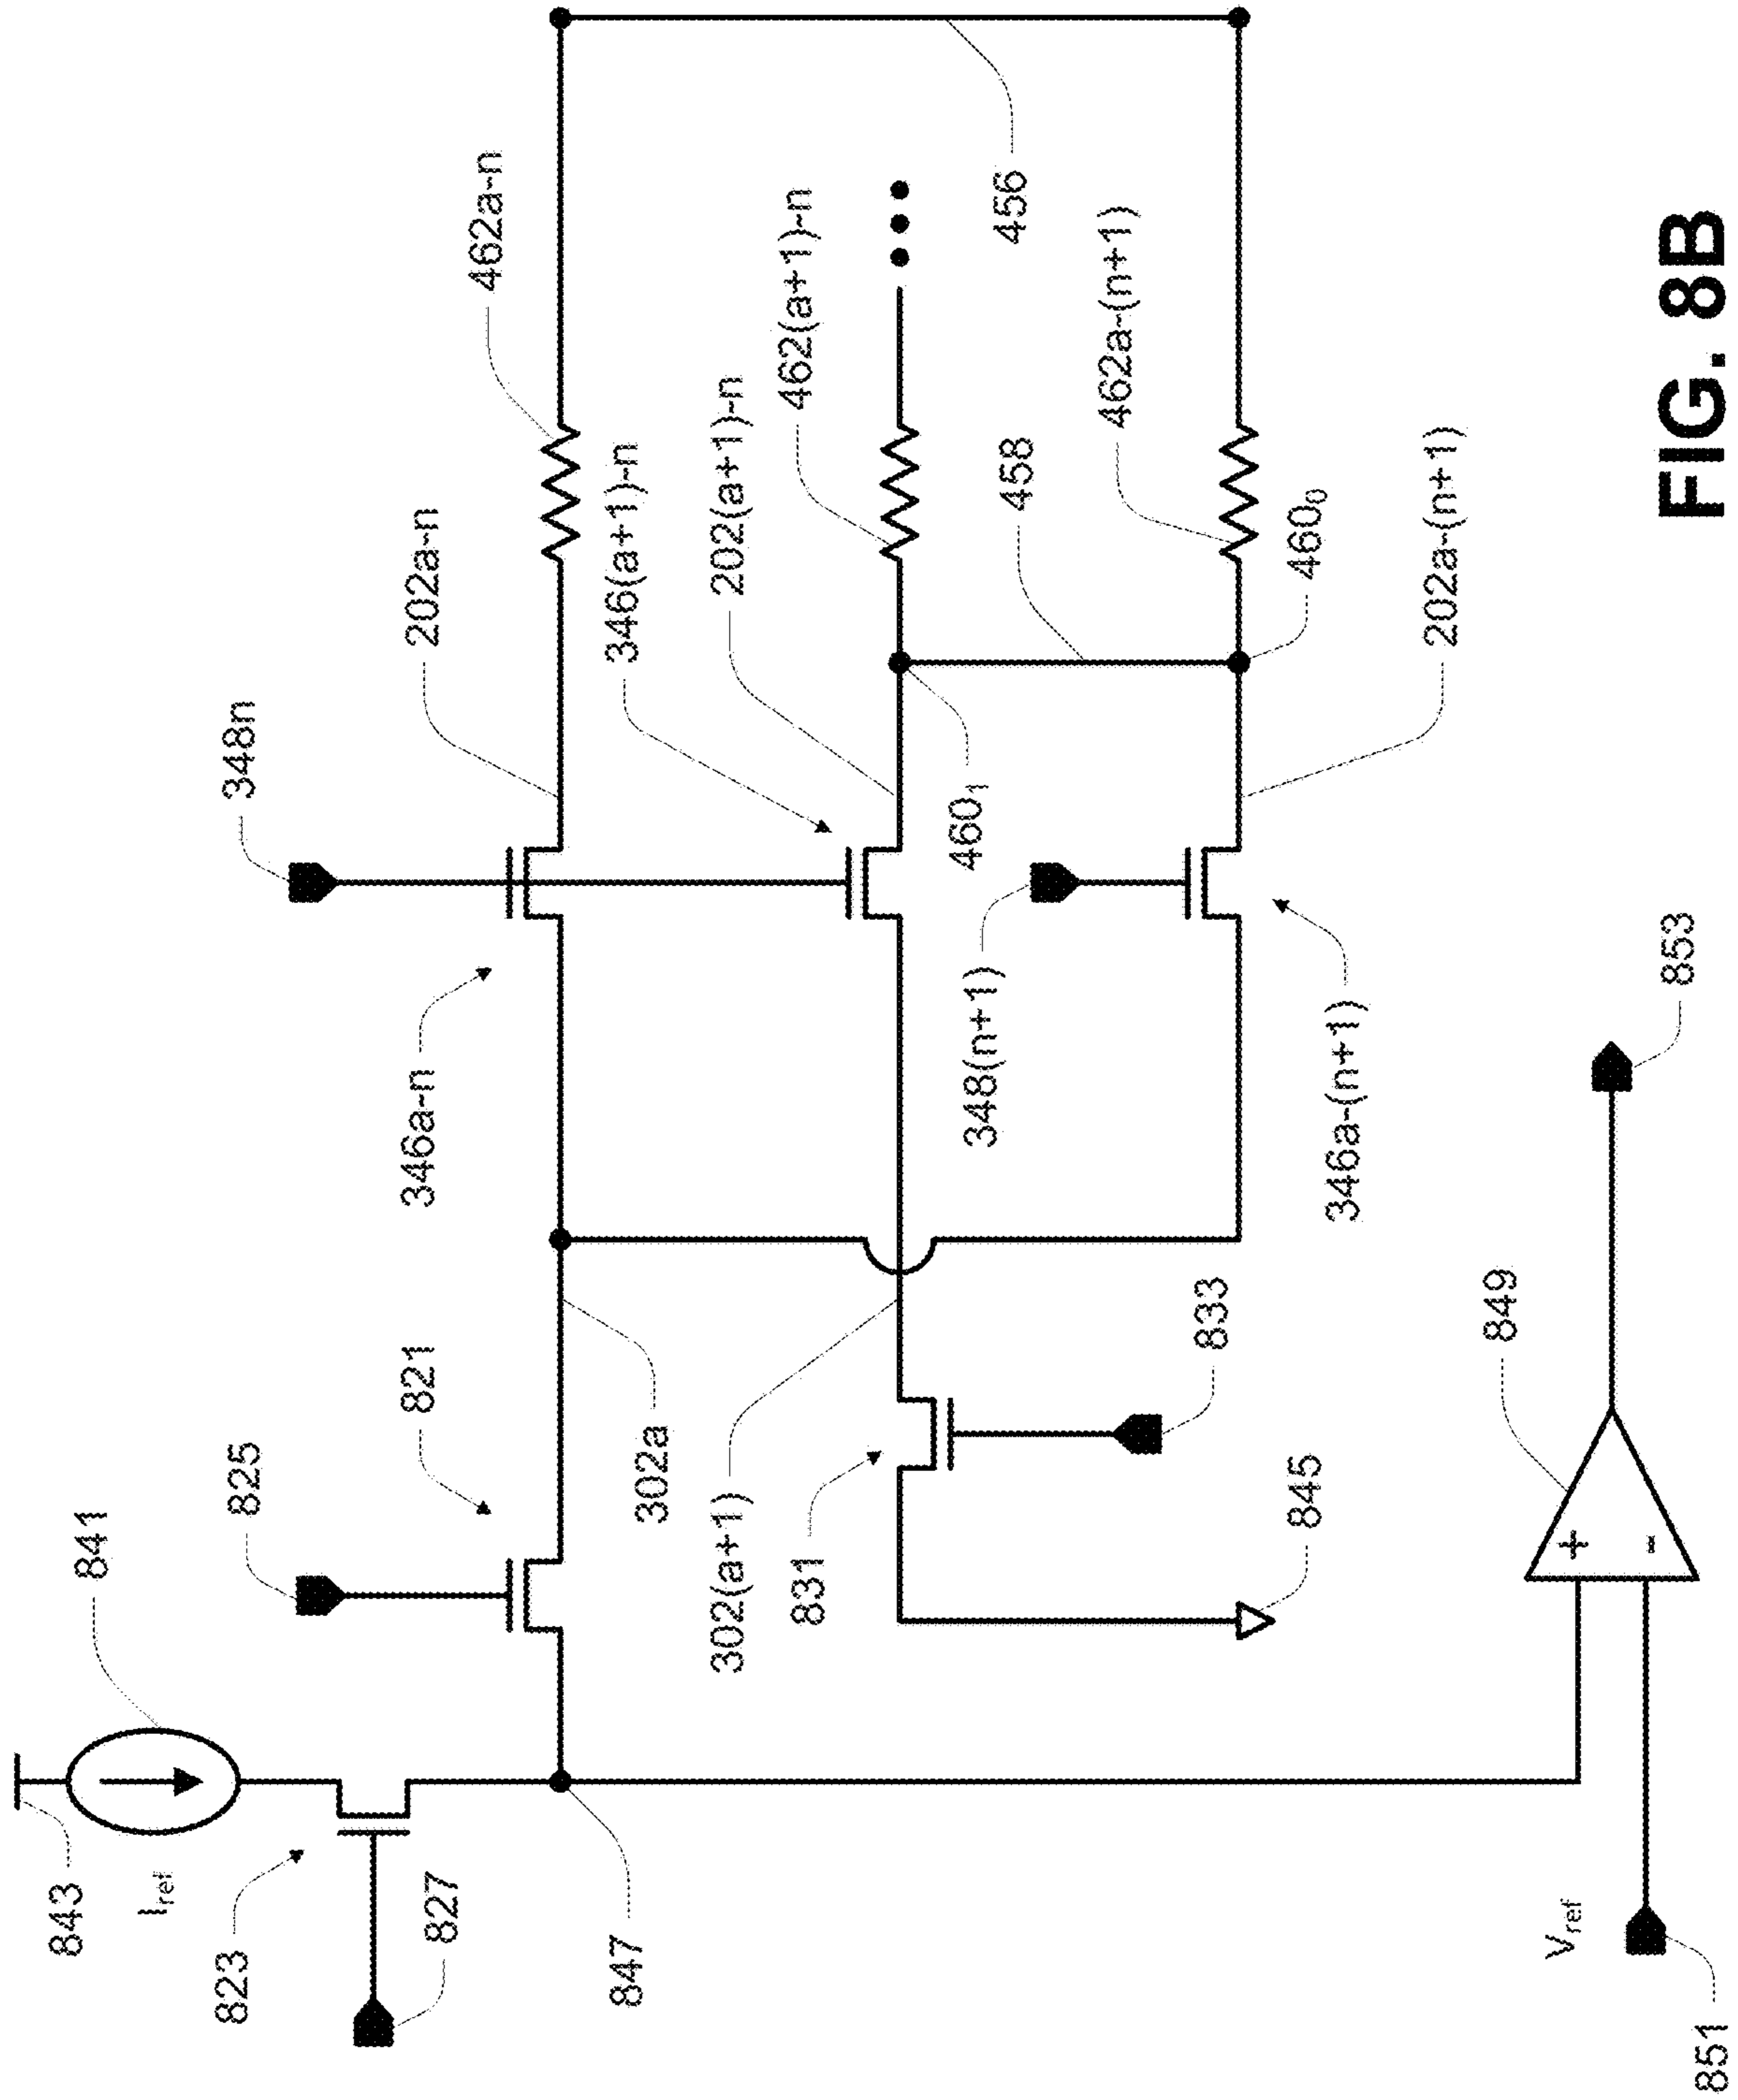 843
I_ref
841
825
823
827
847
821
302a
302(a+1)
831
833
845
346a-n
348n
202a-n
346(a+1)-n
202(a+1)-n
462a-n
462(a+1)-n
456
458
462a-(n+1)
460₁
460₀
348(n+1)
346a-(n+1)
202a-(n+1)
V_ref
851
849
+
-
853
FIG. 8B